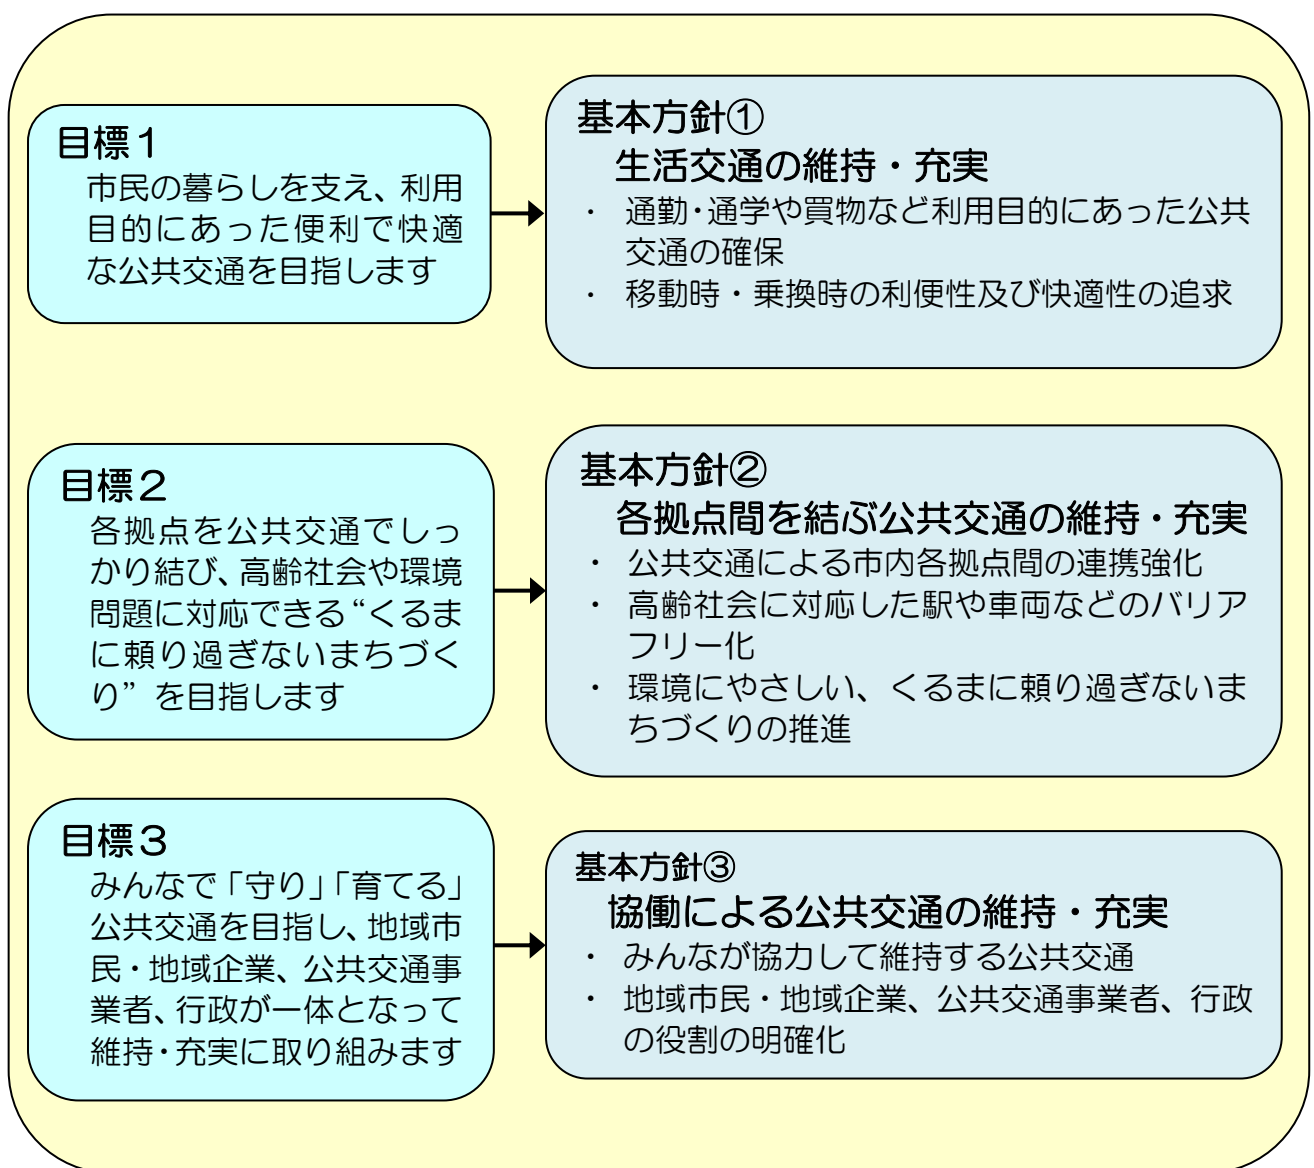 目標１
市民の暮らしを支え、利用
目的にあった便利で快適
な公共交通を目指します
基本方針①
生活交通の維持・充実
・ 通勤・通学や買物など利用目的にあった公共
交通の確保
・ 移動時・乗換時の利便性及び快適性の追求
目標２
各拠点を公共交通でしっ
かり結び、高齢社会や環境
問題に対応できる“くるま
に頼り過ぎないまちづく
り”を目指します
基本方針②
各拠点間を結ぶ公共交通の維持・充実
・ 公共交通による市内各拠点間の連携強化
・ 高齢社会に対応した駅や車両などのバリア
フリー化
・ 環境にやさしい、くるまに頼り過ぎないま
ちづくりの推進
目標３
みんなで「守り」「育てる」
公共交通を目指し、地域市
民・地域企業、公共交通事
業者、行政が一体となって
維持・充実に取り組みます
基本方針③
協働による公共交通の維持・充実
・ みんなが協力して維持する公共交通
・ 地域市民・地域企業、公共交通事業者、行政
の役割の明確化